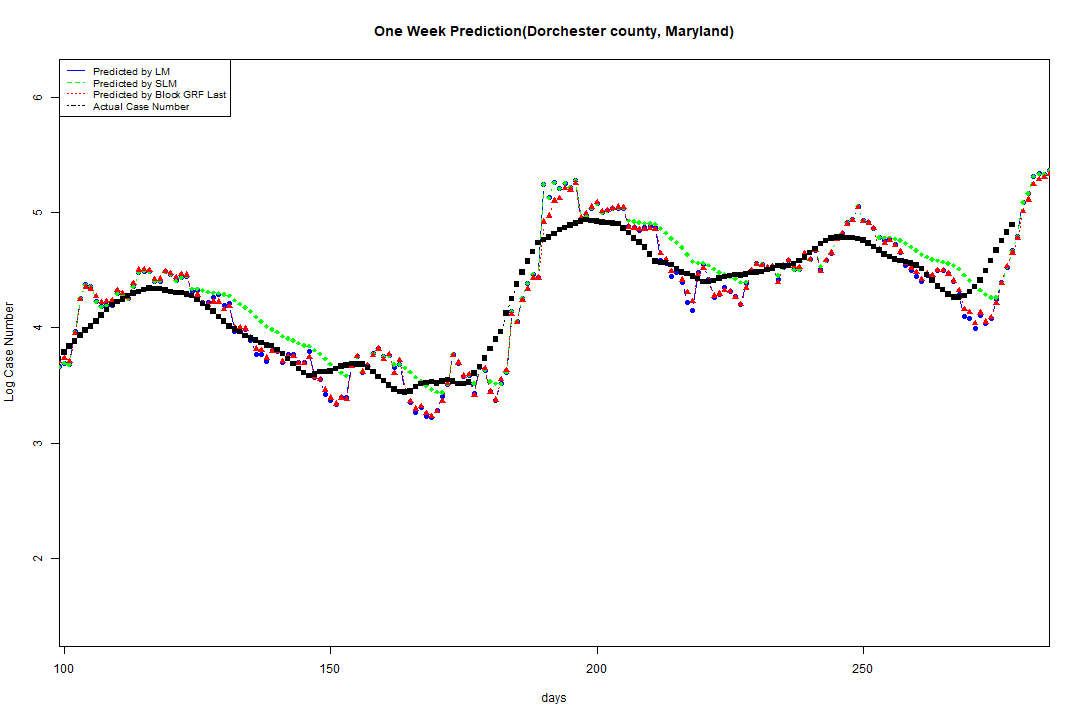 One Week Prediction(Dorchester county, Maryland)
Predicted by LM
Predicted by SLM
Predicted by Block GRF Last
Actual Case Number
6
5
4
3
2
Log Case Number
100 150 200 250
days